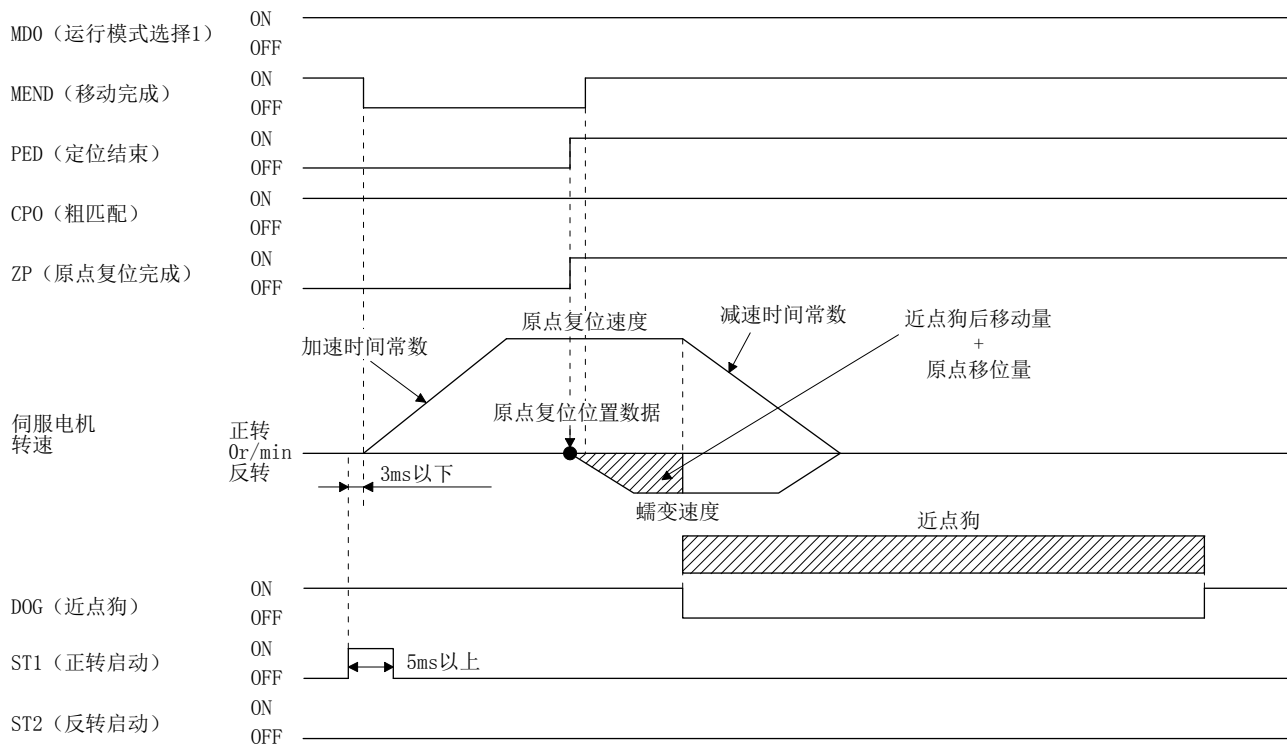 MD0（运行模式选择1）
ON
OFF
MEND（移动完成）
ON
OFF
PED（定位结束）
ON
OFF
CPO（粗匹配）
ON
OFF
ZP（原点复位完成）
ON
OFF
加速时间常数
原点复位速度
减速时间常数
近点狗后移动量
+
原点移位量
原点复位位置数据
伺服电机
转速
正转
0r/min
反转
3ms以下
蠕变速度
近点狗
DOG（近点狗）
ON
OFF
ST1（正转启动）
ON
OFF
5ms以上
ST2（反转启动）
ON
OFF